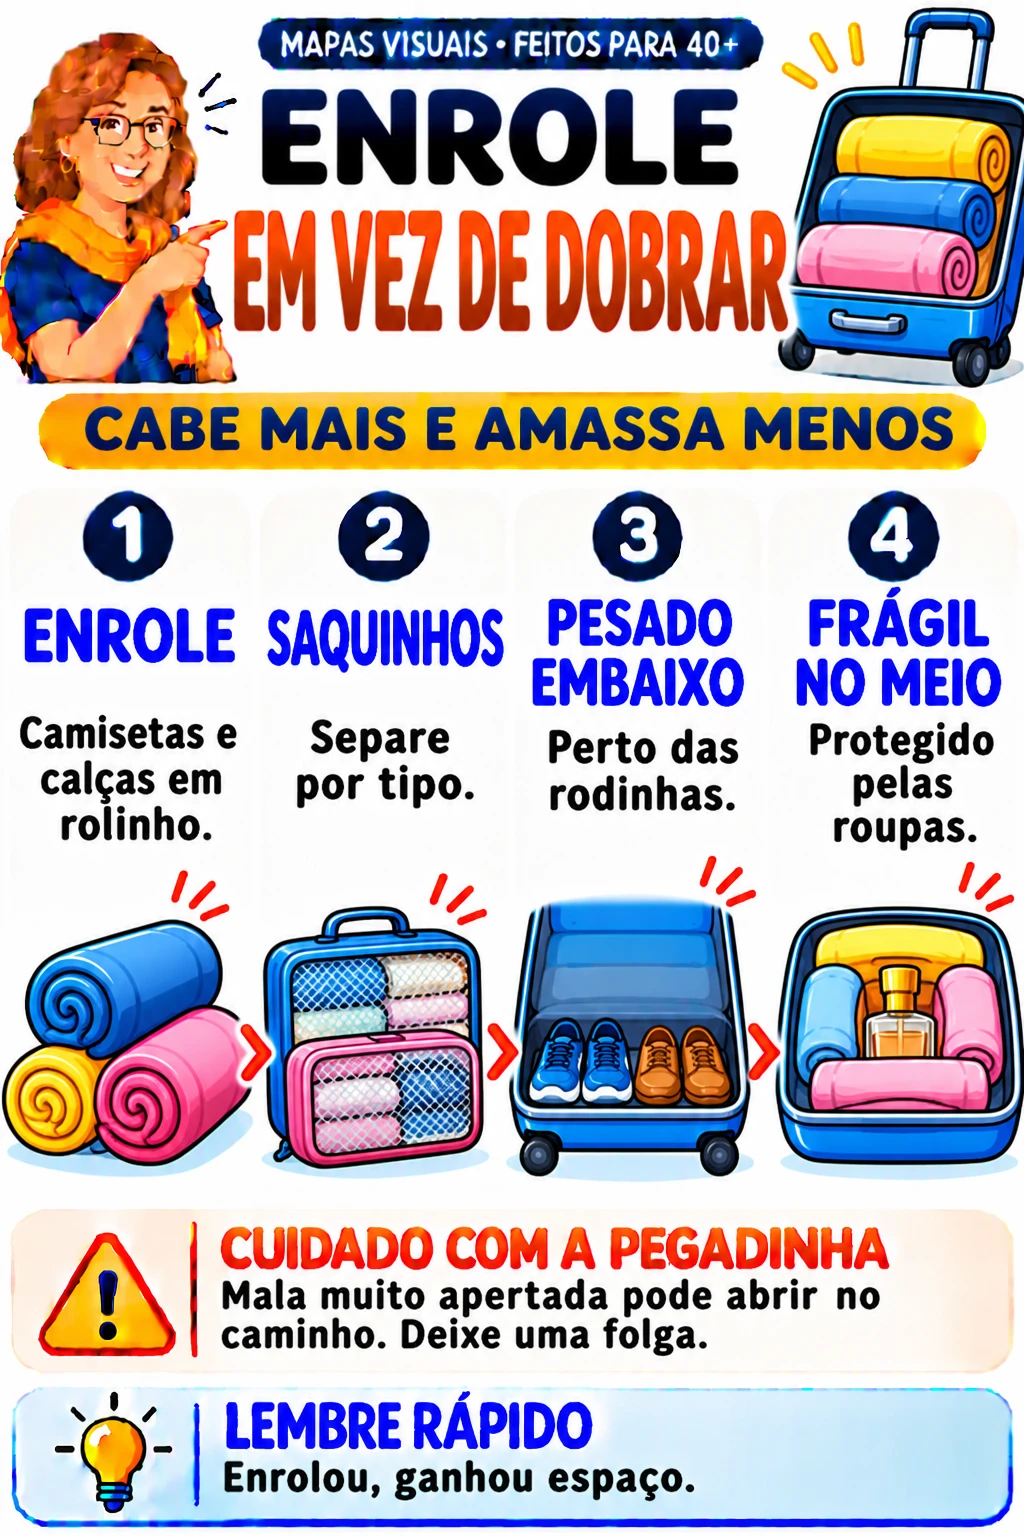 MAPAS VISUAIS • FEITOS PARA 40+
ENROLE
EM VEZ DE DOBRAR
CABE MAIS E AMASSA MENOS
1
ENROLE
Camisetas e
calças em
rolinho.
2
SAQUINHOS
Separe
por tipo.
3
PESADO
EMBAIXO
Perto das
rodinhas.
4
FRÁGIL
NO MEIO
Protegido
pelas
roupas.
CUIDADO COM A PEGADINHA
Mala muito apertada pode abrir no
caminho. Deixe uma folga.
LEMBRE RÁPIDO
Enrolou, ganhou espaço.